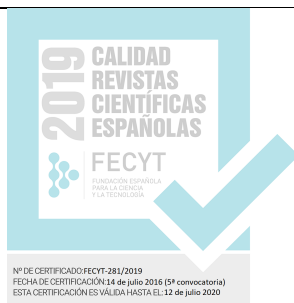 2019
CALIDAD
REVISTAS
CIENTÍFICAS
ESPAÑOLAS
FECYT
FUNDACIÓN ESPAÑOLA
PARA LA CIENCIA
Y LA TECNOLOGÍA
Nº DE CERTIFICADO:FECYT-281/2019
FECHA DE CERTIFICACIÓN:14 de julio 2016 (5ª convocatoria)
ESTA CERTIFICACIÓN ES VÁLIDA HASTA EL:12 de julio 2020